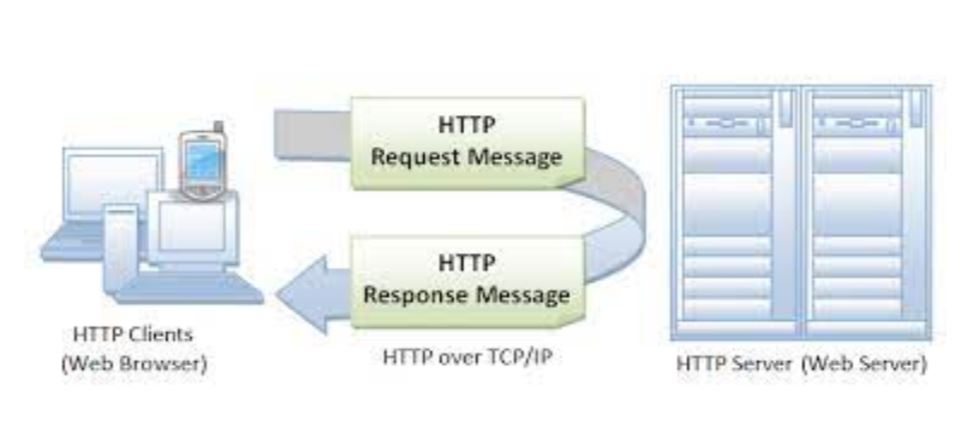 HTTP
Request Message
HTTP
Response Message
HTTP Clients
(Web Browser)
HTTP over TCP/IP
HTTP Server (Web Server)